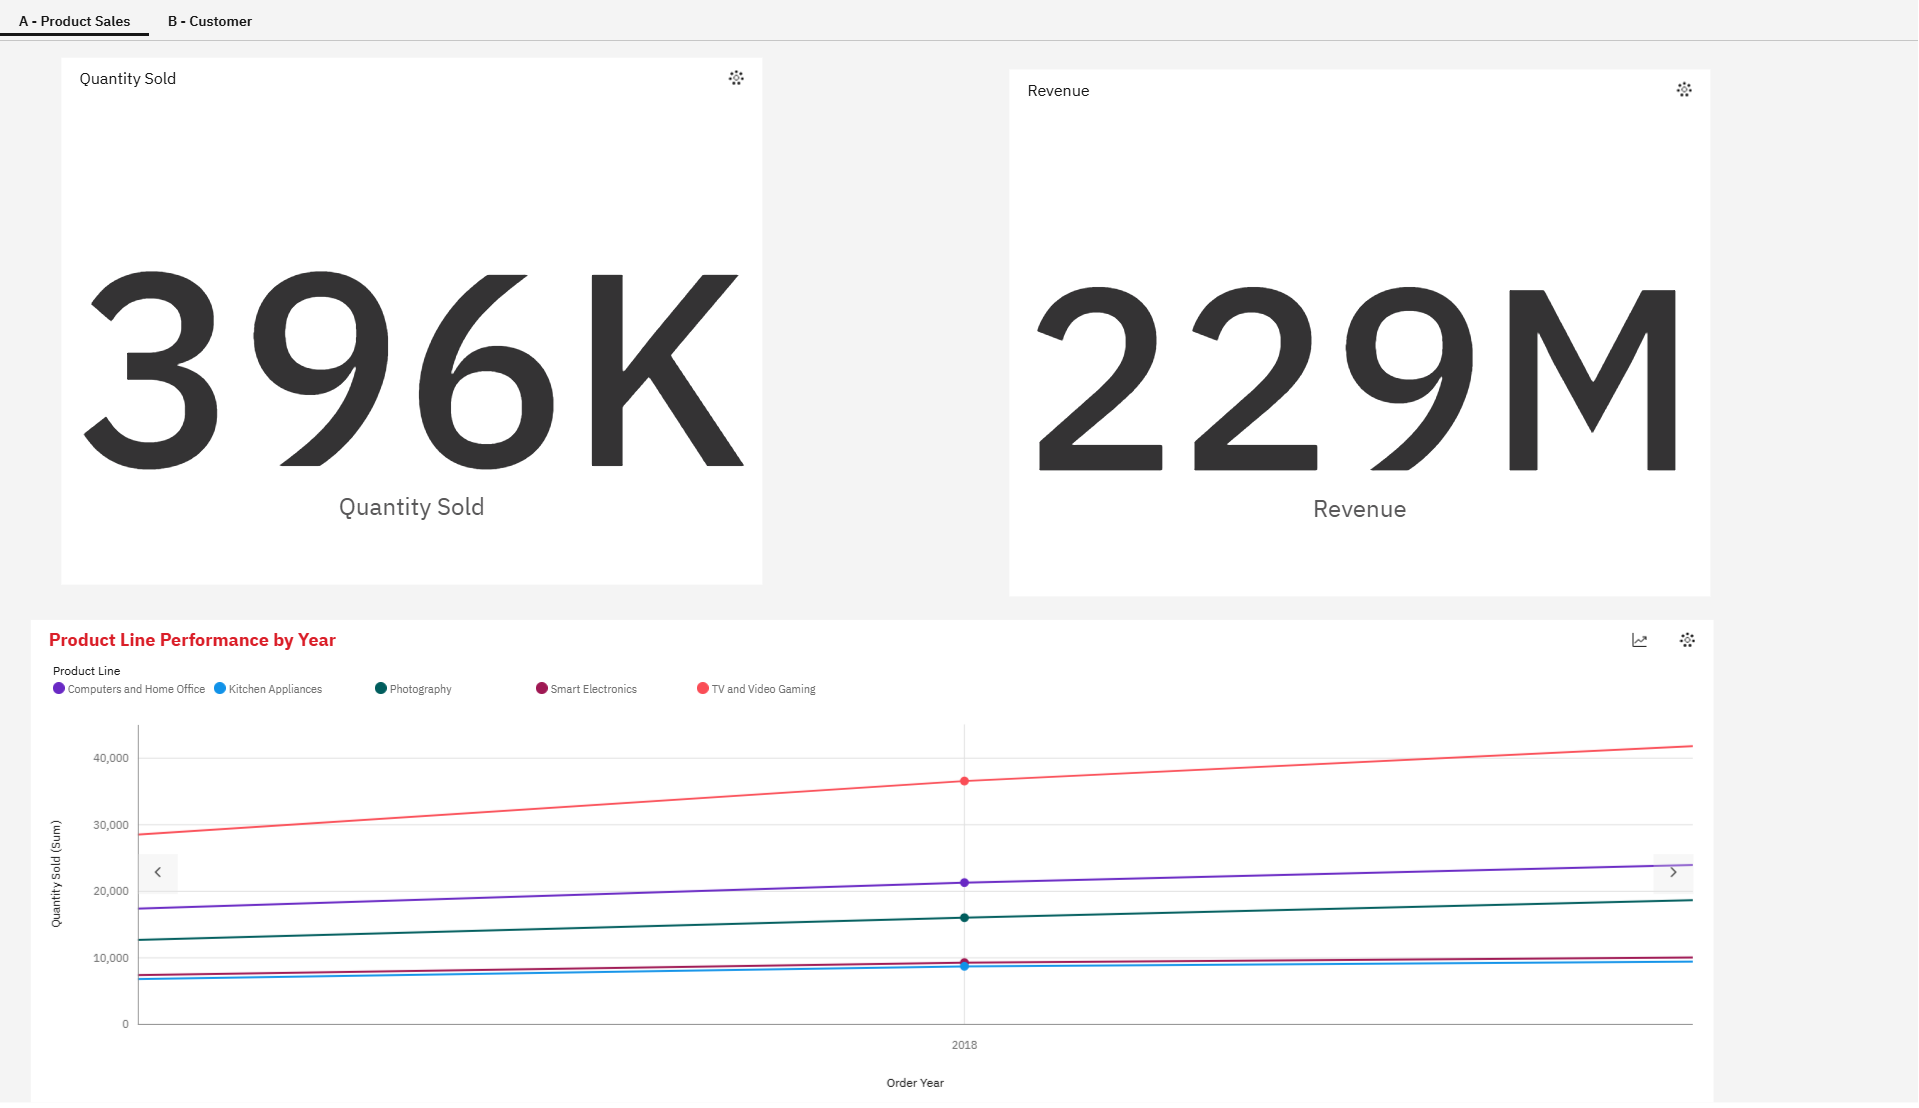 A - Product Sales
B - Customer
Quantity Sold
396K
Quantity Sold
Revenue
229M
Revenue
Product Line Performance by Year
Product Line
Computers and Home Office
Kitchen Appliances
Photography
Smart Electronics
TV and Video Gaming
Quantity Sold (Sum)
40,000
30,000
20,000
10,000
0
2018
Order Year